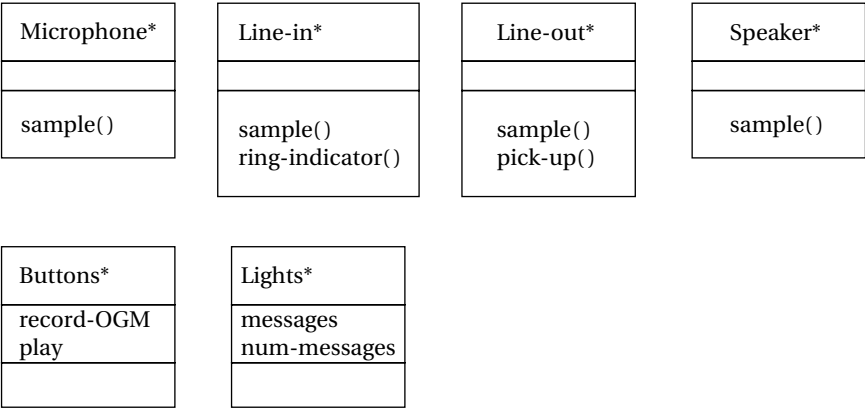 Microphone*
sample()
Line-in*
sample()
ring-indicator()
Line-out*
sample()
pick-up()
Speaker*
sample()
Buttons*
record-OGM
play
Lights*
messages
num-messages